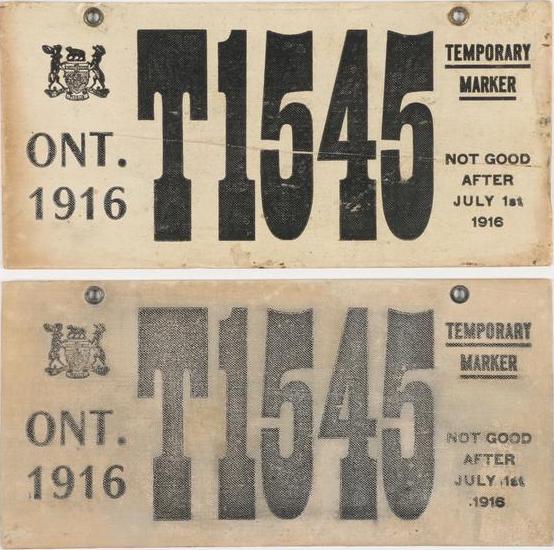 ONT.
1916
T1545
TEMPORARY
MARKER
NOT GOOD
AFTER
JULY 1st
1916
ONT.
1916
T1545
TEMPORARY
MARKER
NOT GOOD
AFTER
JULY 1st
1916